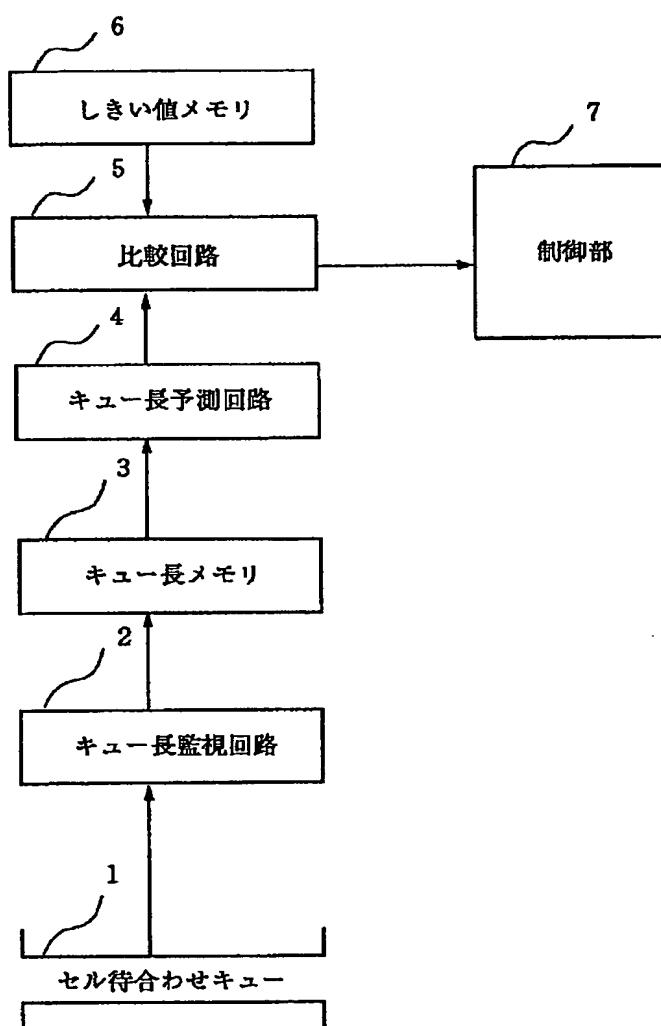 6
しきい値メモリ
7
5
比較回路
制御部
4
キュー長予測回路
3
キュー長メモリ
2
キュー長監視回路
1
セル待合わせキュー